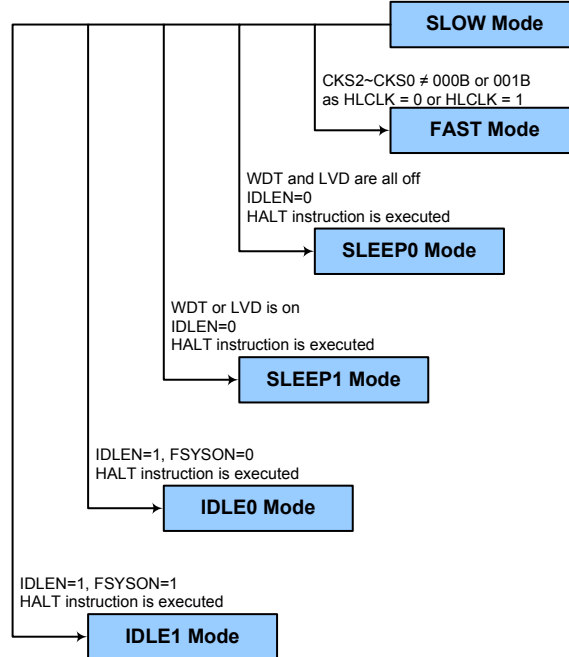 SLOW Mode
CKS2~CKS0 ≠ 000B or 001B
as HLCLK = 0 or HLCLK = 1
FAST Mode
WDT and LVD are all off
IDLEN=0
HALT instruction is executed
SLEEP0 Mode
WDT or LVD is on
IDLEN=0
HALT instruction is executed
SLEEP1 Mode
IDLEN=1, FSYSON=0
HALT instruction is executed
IDLE0 Mode
IDLEN=1, FSYSON=1
HALT instruction is executed
IDLE1 Mode